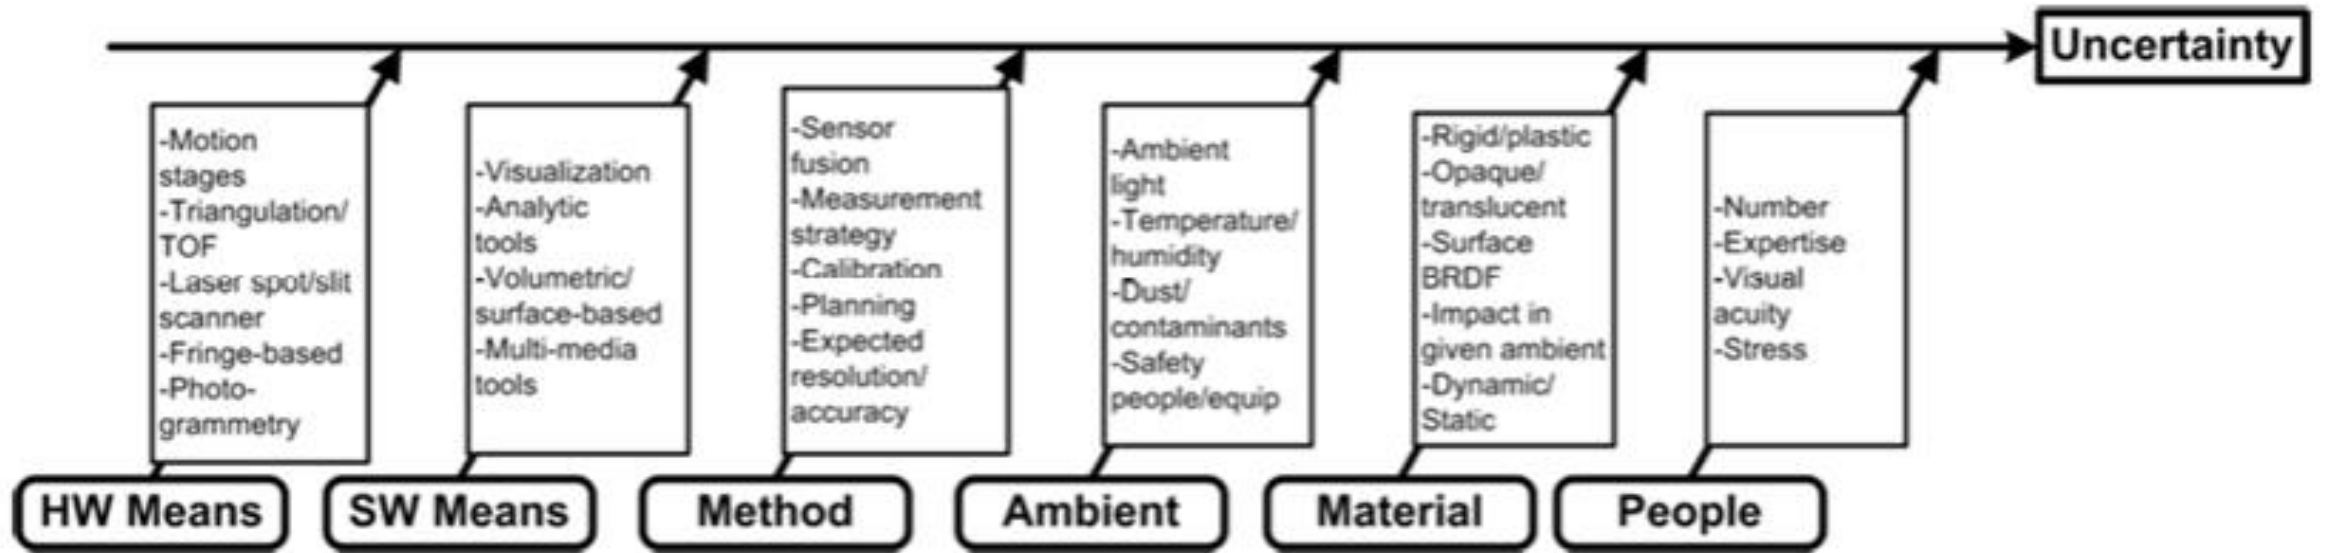 Uncertainty
-Motion
stages
-Triangulation/
TOF
-Laser spot/slit
scanner
-Fringe-based
-Photo-
grammetry
-Visualization
-Analytic
tools
-Volumetric/
surface-based
-Multi-media
tools
-Sensor
fusion
-Measurement
strategy
-Calibration
-Planning
-Expected
resolution/
accuracy
-Ambient
light
-Temperature/
humidity
-Dust/
contaminants
-Safety
people/equip
-Rigid/plastic
-Opaque/
translucent
-Surface
BRDF
-Impact in
given ambient
-Dynamic/
Static
-Number
-Expertise
-Visual
acuity
-Stress
HW Means
SW Means
Method
Ambient
Material
People